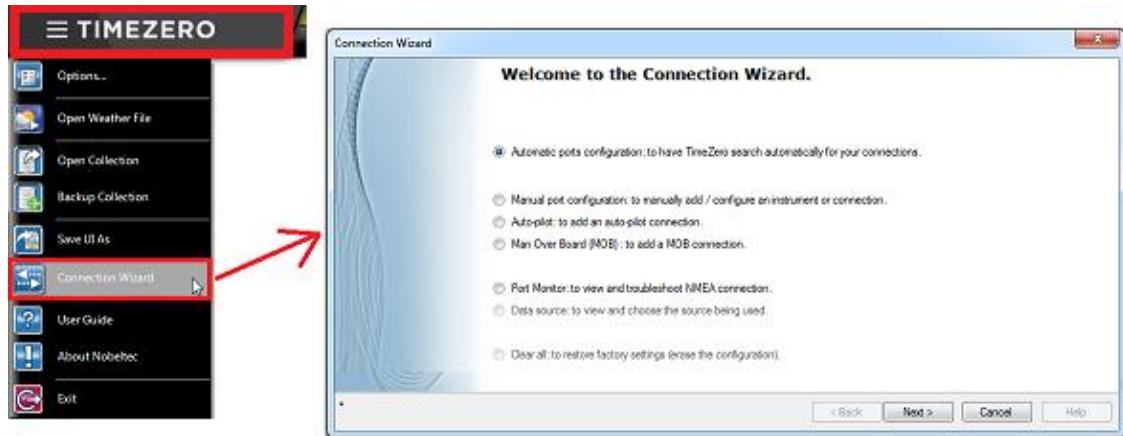 TIMEZERO
Options...
Open Weather File
Open Collection
Backup Collection
Save UI As
Connection Wizard
User Guide
About Nobeltec
Exit
Connection Wizard
Welcome to the Connection Wizard.
Automatic ports configuration: to have TimeZero search automatically for your connections.
Manual port configuration: to manually add / configure an instrument or connection.
Auto-pilot: to add an auto-pilot connection.
Man Over Board (MOB) : to add a MOB connection.
Port Monitor: to view and troubleshoot NMEA connection.
Data source: to view and choose the source being used.
Clear all: to restore factory settings (erase the configuration).
< Back Next > Cancel Help